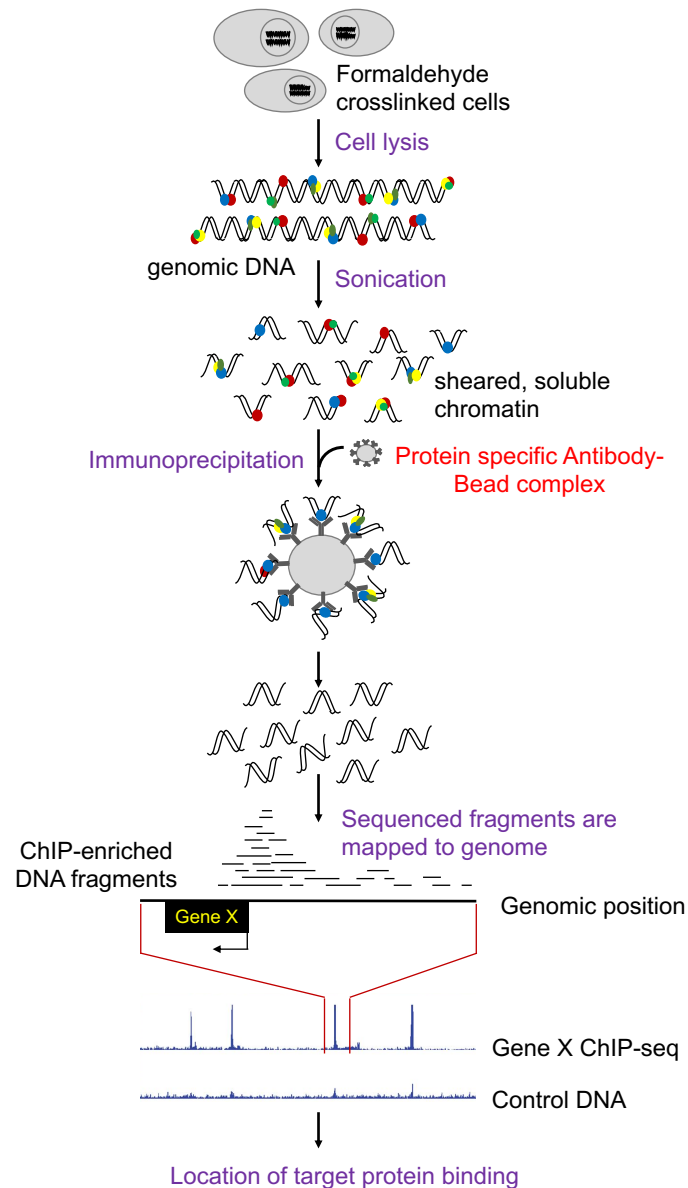 Formaldehyde
crosslinked cells
Cell lysis
genomic DNA
Sonication
sheared, soluble
chromatin
Immunoprecipitation
Protein specific Antibody-
Bead complex
Sequenced fragments are
mapped to genome
ChIP-enriched
DNA fragments
Gene X
Genomic position
Gene X ChIP-seq
Control DNA
Location of target protein binding